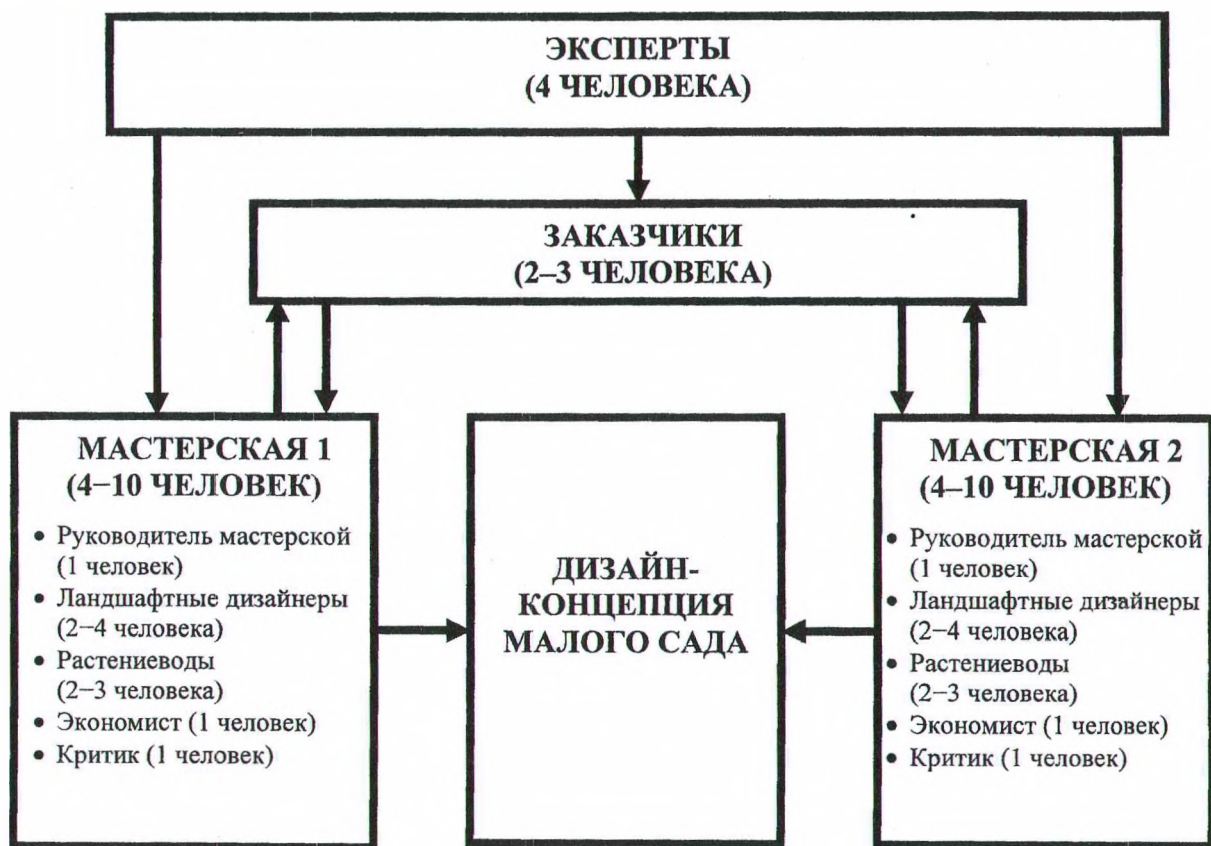 ЭКСПЕРТЫ
(4 ЧЕЛОВЕКА)
ЗАКАЗЧИКИ
(2–3 ЧЕЛОВЕКА)
МАСТЕРСКАЯ 1
(4–10 ЧЕЛОВЕК)
• Руководитель мастерской
(1 человек)
• Ландшафтные дизайнеры
(2–4 человека)
• Растениеводы
(2–3 человека)
• Экономист (1 человек)
• Критик (1 человек)
ДИЗАЙН-
КОНЦЕПЦИЯ
МАЛОГО САДА
МАСТЕРСКАЯ 2
(4–10 ЧЕЛОВЕК)
• Руководитель мастерской
(1 человек)
• Ландшафтные дизайнеры
(2–4 человека)
• Растениеводы
(2–3 человека)
• Экономист (1 человек)
• Критик (1 человек)